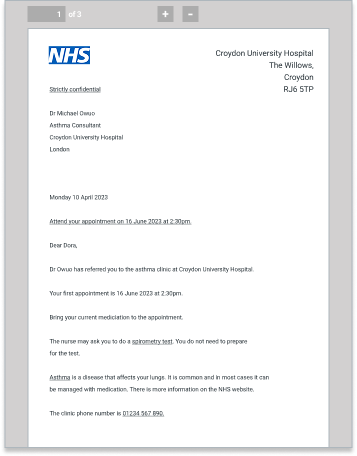 1 of 3
+ -
NHS
Croydon University Hospital
The Willows,
Croydon
RJ6 5TP
Strictly confidential
Dr Michael Owuo
Asthma Consultant
Croydon University Hospital
London
Monday 10 April 2023
Attend your appointment on 16 June 2023 at 2:30pm.
Dear Dora,
Dr Owuo has referred you to the asthma clinic at Croydon University Hospital.
Your first appointment is 16 June 2023 at 2:30pm.
Bring your current mediciation to the appointment.
The nurse may ask you to do a spirometry test. You do not need to prepare
for the test.
Asthma is a disease that affects your lungs. It is common and in most cases it can
be managed with medication. There is more information on the NHS website.
The clinic phone number is 01234 567 890.